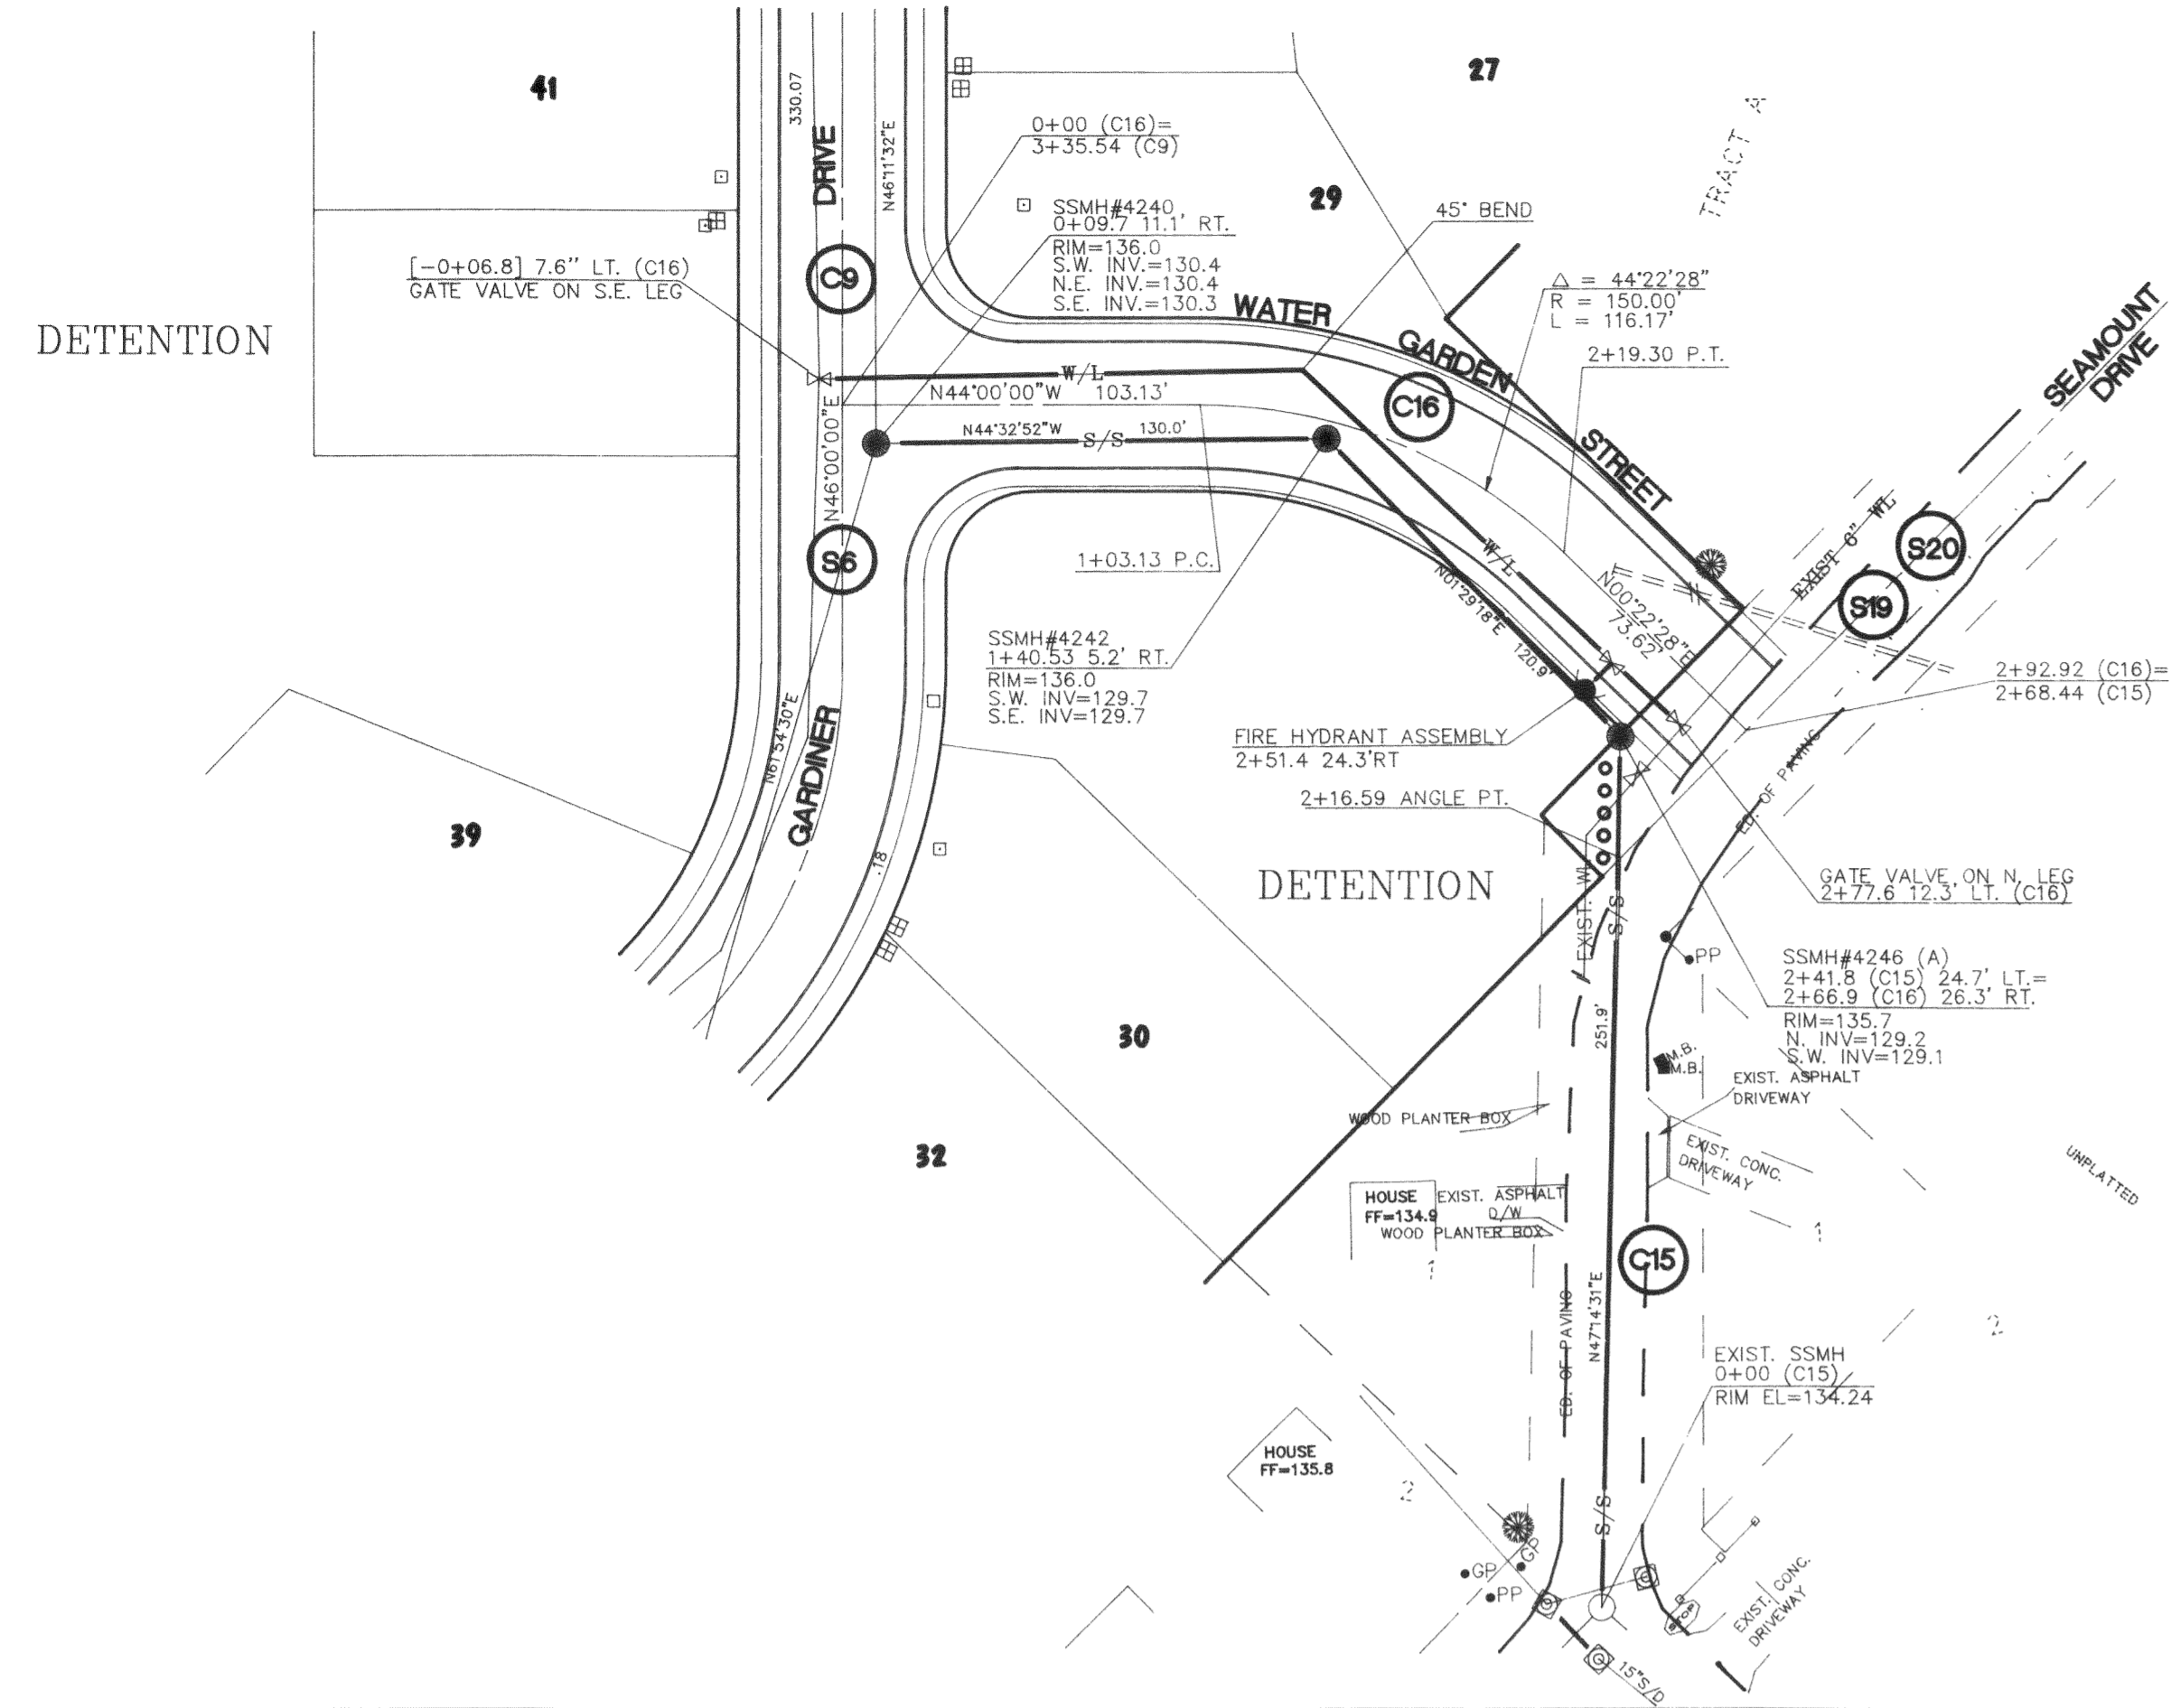 41
27
330.07
DRIVE
N46°11'32"E
0+00 (C16)=
3+35.54 (C9)
TRACT A
29
45° BEND
SSMH#4240
0+09.7 11.1' RT.
RIM=136.0
S.W. INV.=130.4
N.E. INV.=130.4
S.E. INV.=130.3
[-0+06.8] 7.6'' LT. (C16)
GATE VALVE ON S.E. LEG
C9
DETENTION
WATER
GARDEN
STREET
Δ = 44°22'28"
R = 150.00'
L = 116.17'
2+19.30 P.T.
SEAMOUNT
DRIVE
W/L
N44°00'00"W 103.13'
C16
N44°32'52"W
S/S
130.0'
N46°00'00"E
S6
1+03.13 P.C.
W/L
N01°29'18"E
120.9'
N00°22'28"E
73.62'
EXIST 6" WL
S20
S19
SSMH#4242
1+40.53 5.2' RT.
RIM=136.0
S.W. INV=129.7
S.E. INV=129.7
2+92.92 (C16)=
2+68.44 (C15)
N61°54'30"E
GARDINER
FIRE HYDRANT ASSEMBLY
2+51.4 24.3'RT
2+16.59 ANGLE PT.
ED. OF PAVING
39
.18
DETENTION
EXIST. WL
S/S
GATE VALVE ON N. LEG
2+77.6 12.3' LT. (C16)
PP
SSMH#4246 (A)
2+41.8 (C15) 24.7' LT.=
2+66.9 (C16) 26.3' RT.
RIM=135.7
N. INV=129.2
S.W. INV=129.1
251.9'
30
M.B.
M.B.
EXIST. ASPHALT
DRIVEWAY
WOOD PLANTER BOX
EXIST. CONC.
DRIVEWAY
32
UNPLATTED
HOUSE
FF=134.9
EXIST. ASPHALT
D/W
WOOD PLANTER BOX
1
1
C15
N47°14'31"E
ED. OF PAVING
2
EXIST. SSMH
0+00 (C15)
RIM EL=134.24
HOUSE
FF=135.8
2
S/S
GP
GP
PP
EXIST. CONC.
DRIVEWAY
15"S/D